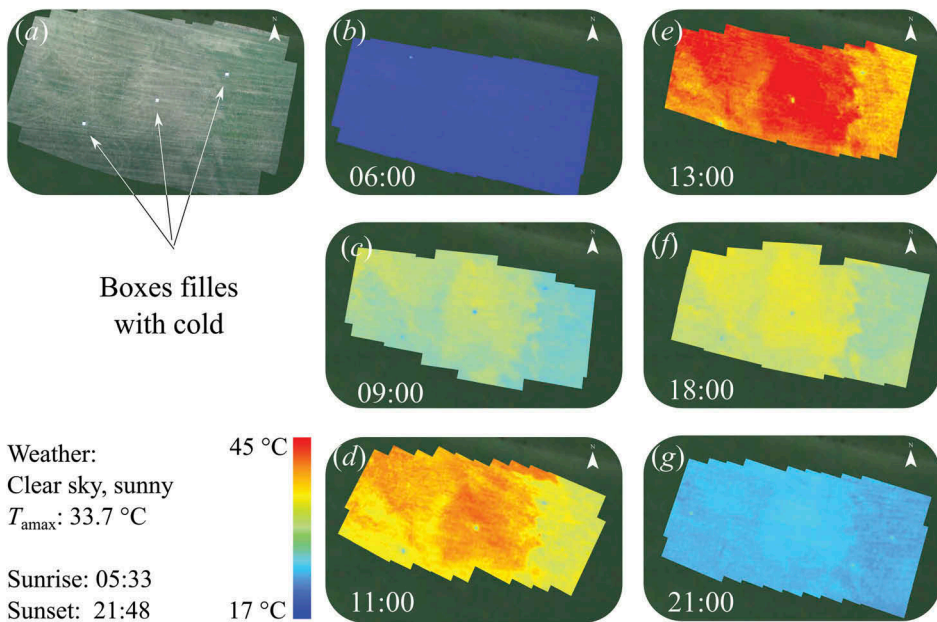 (a)
N
Boxes filles
with cold
(b)
N
06:00
(e)
N
13:00
(c)
N
09:00
(f)
N
18:00
Weather:
Clear sky, sunny
Tamax: 33.7 °C
Sunrise: 05:33
Sunset: 21:48
45 °C
17 °C
(d)
N
11:00
(g)
N
21:00